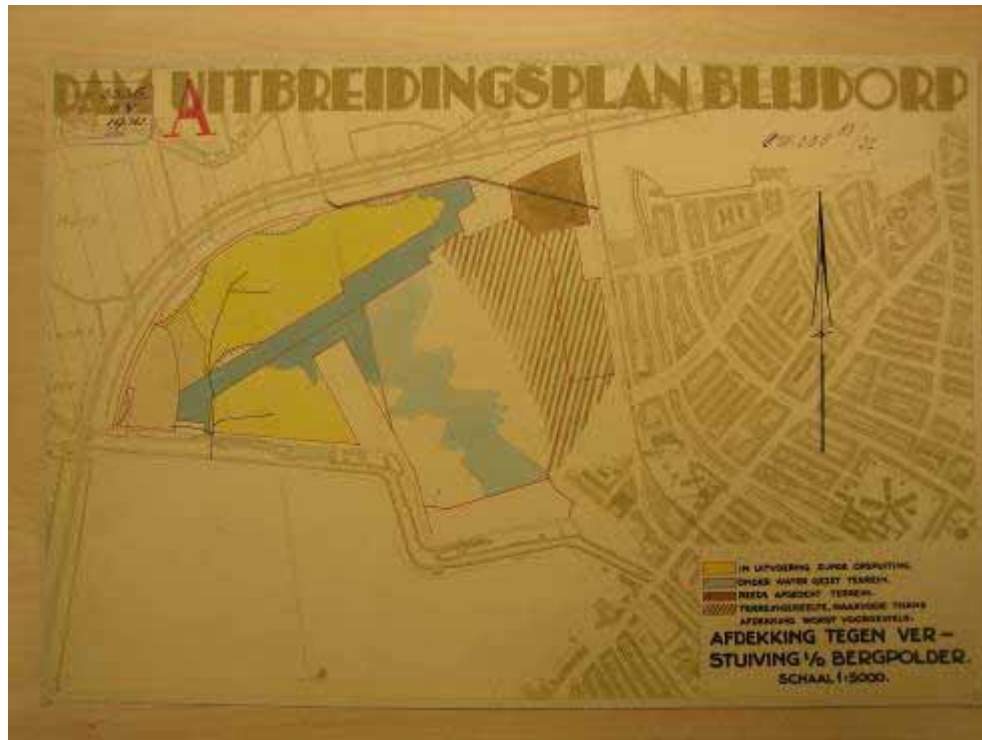 DAM UITBREIDINGSPLAN BLIJDORP
A
IN UITVOERING ZIJNDE OPSPUITING.
ONDER WATER GEZET TERREIN.
REEDS AFGEDEKT TERREIN.
TERREINGEDEELTE, WAARVOOR THANS
AFDEKKING WORDT VOORGESTELD.
AFDEKKING TEGEN VER-
STUIVING V/D BERGPOLDER.
SCHAAL 1:5000.